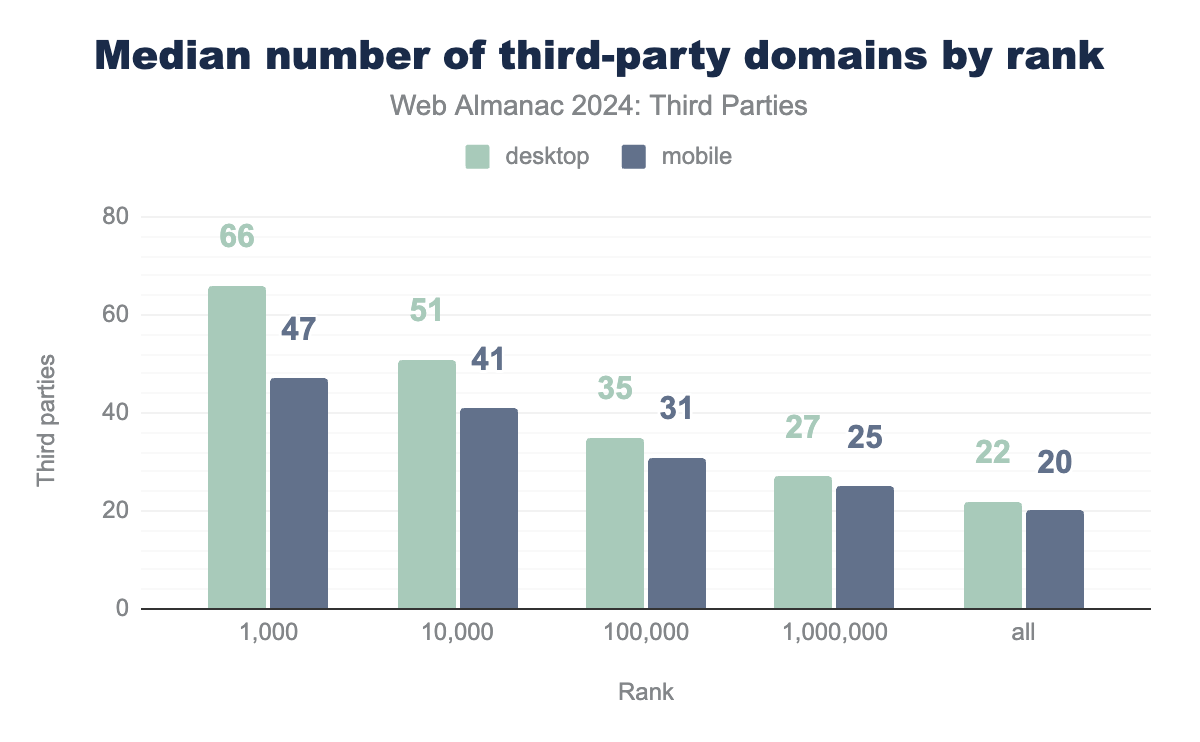 Median number of third-party domains by rank
Web Almanac 2024: Third Parties
desktop mobile
80
60
40
20
0
Third parties
66 47
51 41
35 31
27 25
22 20
1,000 10,000 100,000 1,000,000 all
Rank